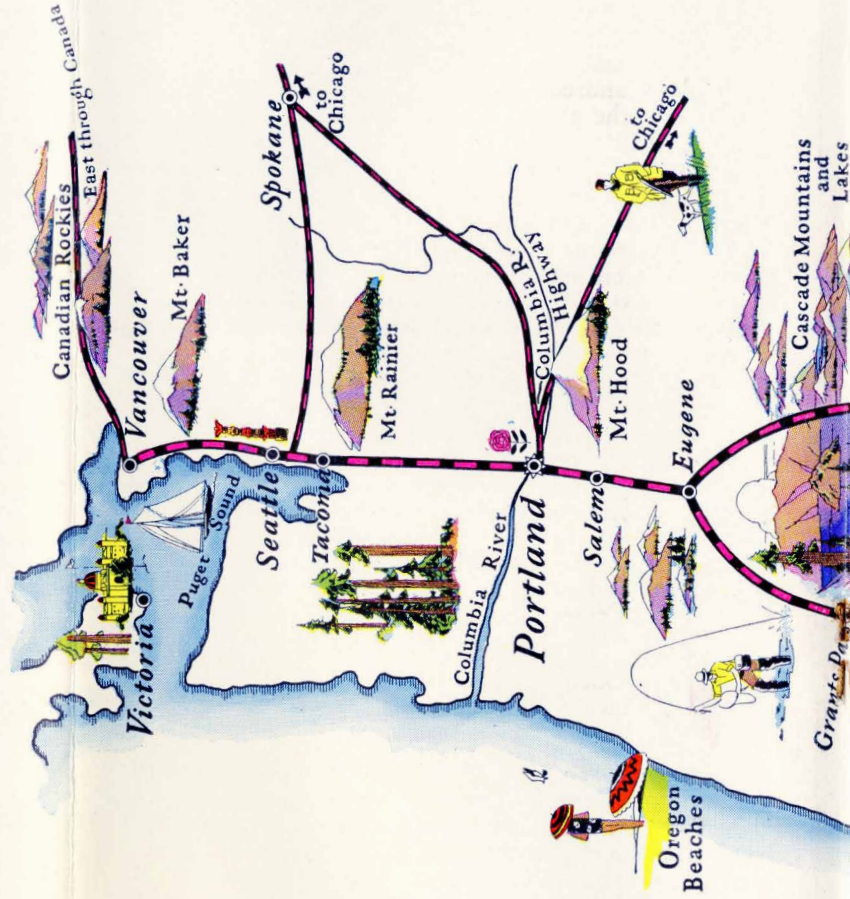 East through Canada
Canadian Rockies
Vancouver
Mt. Baker
Spokane
to
Chicago
to
Chicago
Puget Sound
Victoria
Seattle
Tacoma
Mt. Rainier
Columbia R.
Highway
Mt. Hood
Columbia River
Portland
Salem
Eugene
Cascade Mountains
and
Lakes
Grants
Oregon
Beaches